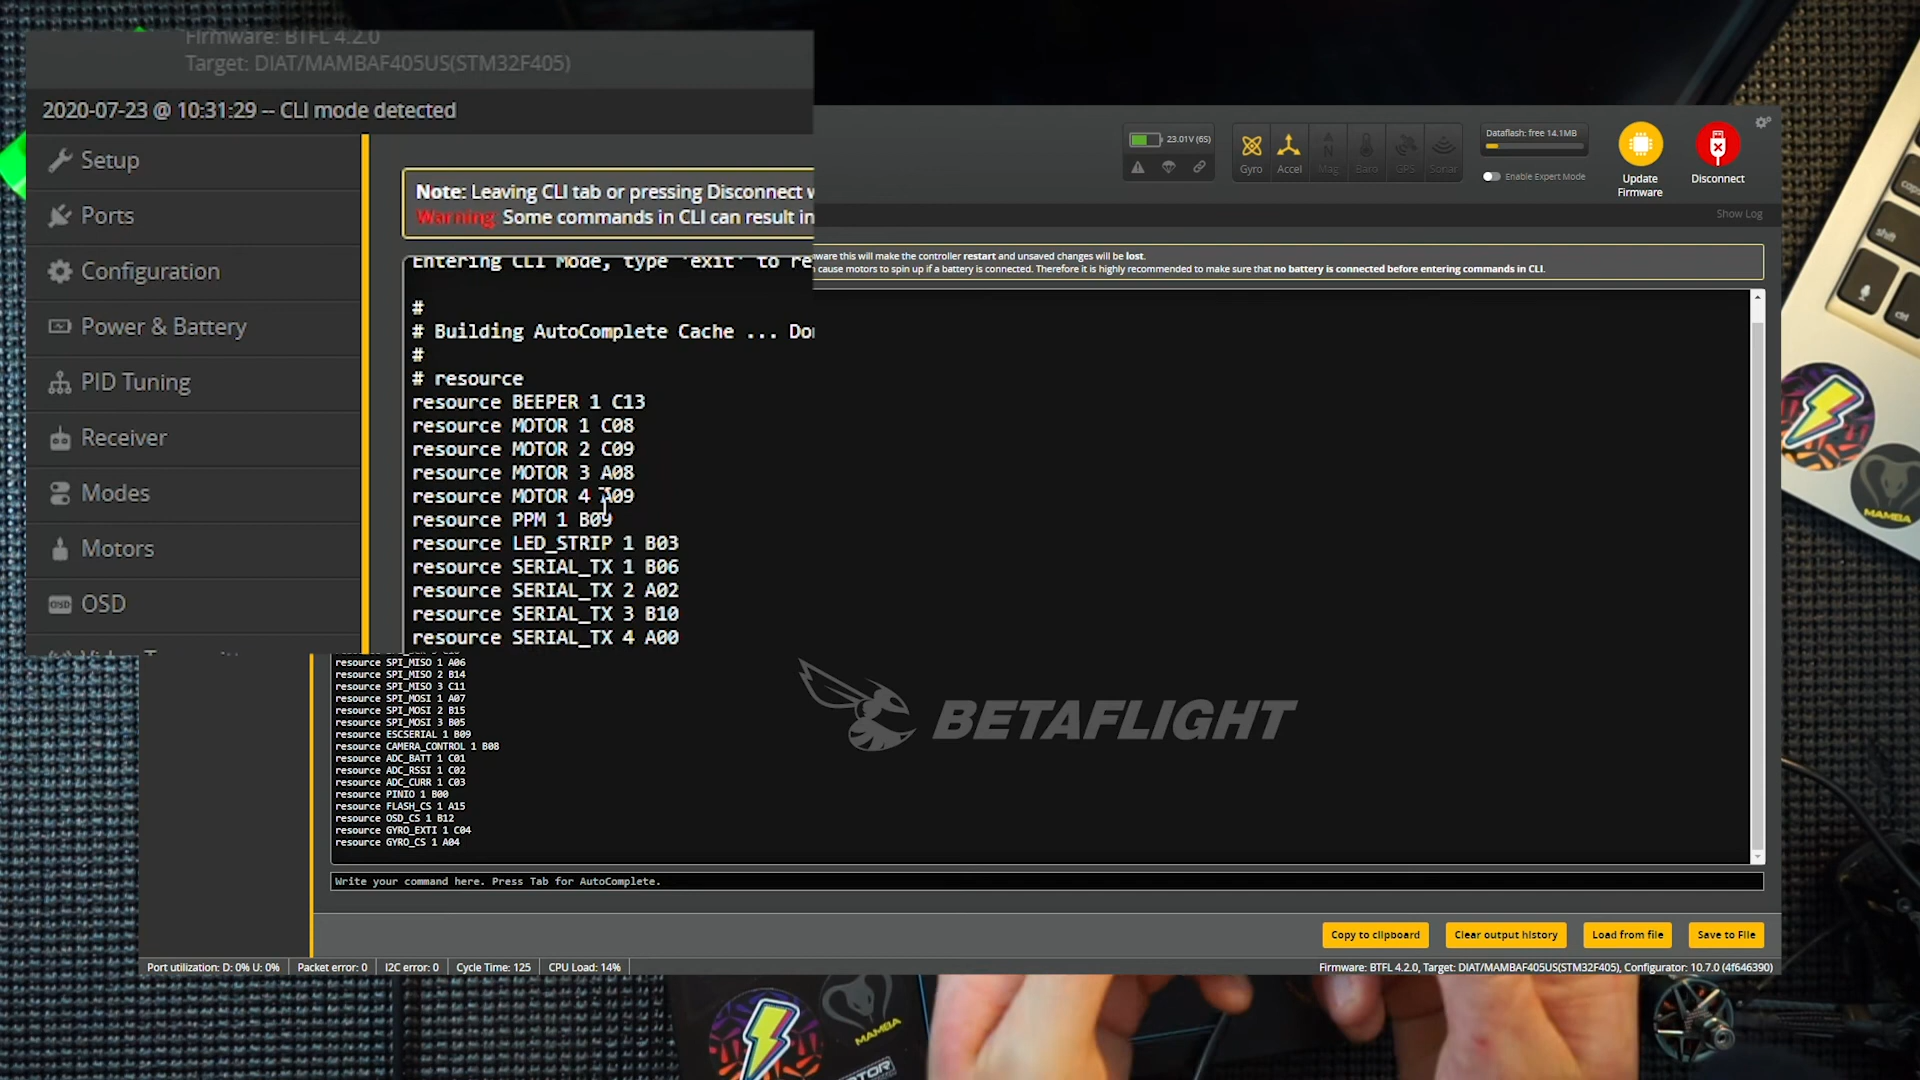 Firmware: BTFL 4.2.0
Target: DIAT/MAMBAF405US(STM32F405)
2020-07-23 @ 10:31:29 -- CLI mode detected
Setup
Ports
Configuration
Power & Battery
PID Tuning
Receiver
Modes
Motors
OSD
Note: Leaving CLI tab or pressing Disconnect w
Warning: Some commands in CLI can result in
Entering CLI Mode, type 'exit' to re
#
# Building AutoComplete Cache ... Don
#
# resource
resource BEEPER 1 C13
resource MOTOR 1 C08
resource MOTOR 2 C09
resource MOTOR 3 A08
resource MOTOR 4 A09
resource PPM 1 B09
resource LED_STRIP 1 B03
resource SERIAL_TX 1 B06
resource SERIAL_TX 2 A02
resource SERIAL_TX 3 B10
resource SERIAL_TX 4 A00
23.01V (6S)
Gyro
Accel
Mag
Baro
GPS
Sonar
Dataflash: free 14.1MB
Enable Expert Mode
Update
Firmware
Disconnect
Show Log
ware this will make the controller restart and unsaved changes will be lost.
n cause motors to spin up if a battery is connected. Therefore it is highly recommended to make sure that no battery is connected before entering commands in CLI.
resource SPI_MISO 1 A06
resource SPI_MISO 2 B14
resource SPI_MISO 3 C11
resource SPI_MOSI 1 A07
resource SPI_MOSI 2 B15
resource SPI_MOSI 3 B05
resource ESCSERIAL 1 B09
resource CAMERA_CONTROL 1 B08
resource ADC_BATT 1 C01
resource ADC_RSSI 1 C02
resource ADC_CURR 1 C03
resource PINIO 1 B00
resource FLASH_CS 1 A15
resource OSD_CS 1 B12
resource GYRO_EXTI 1 C04
resource GYRO_CS 1 A04
BETAFLIGHT
Write your command here. Press Tab for AutoComplete.
Copy to clipboard
Clear output history
Load from file
Save to File
Port utilization: D: 0% U: 0%
Packet error: 0
I2C error: 0
Cycle Time: 125
CPU Load: 14%
Firmware: BTFL 4.2.0, Target: DIAT/MAMBAF405US(STM32F405), Configurator: 10.7.0 (4f646390)
shift
ctrl
MAMBA
MAMBA